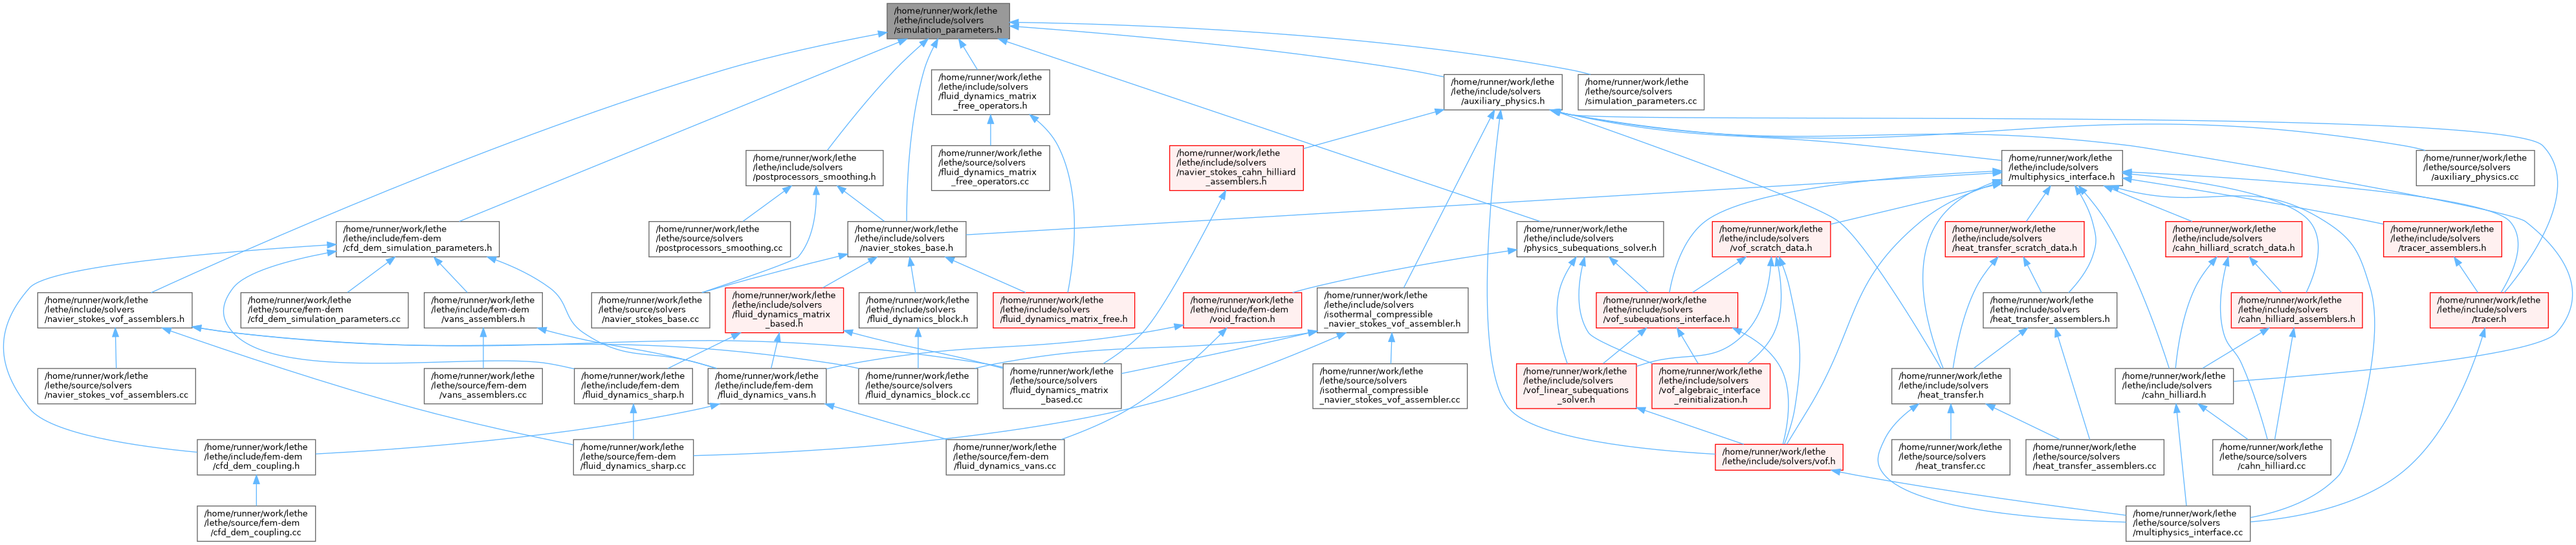 /home/runner/work/lethe
/lethe/include/solvers
/simulation_parameters.h
/home/runner/work/lethe
/lethe/include/solvers
/fluid_dynamics_matrix
_free_operators.h
/home/runner/work/lethe
/lethe/include/solvers
/auxiliary_physics.h
/home/runner/work/lethe
/lethe/source/solvers
/simulation_parameters.cc
/home/runner/work/lethe
/lethe/include/solvers
/postprocessors_smoothing.h
/home/runner/work/lethe
/lethe/source/solvers
/fluid_dynamics_matrix
_free_operators.cc
/home/runner/work/lethe
/lethe/include/solvers
/navier_stokes_cahn_hilliard
_assemblers.h
/home/runner/work/lethe
/lethe/include/solvers
/multiphysics_interface.h
/home/runner/work/lethe
/lethe/source/solvers
/auxiliary_physics.cc
/home/runner/work/lethe
/lethe/include/fem-dem
/cfd_dem_simulation_parameters.h
/home/runner/work/lethe
/lethe/source/solvers
/postprocessors_smoothing.cc
/home/runner/work/lethe
/lethe/include/solvers
/navier_stokes_base.h
/home/runner/work/lethe
/lethe/include/solvers
/physics_subequations_solver.h
/home/runner/work/lethe
/lethe/include/solvers
/vof_scratch_data.h
/home/runner/work/lethe
/lethe/include/solvers
/heat_transfer_scratch_data.h
/home/runner/work/lethe
/lethe/include/solvers
/cahn_hilliard_scratch_data.h
/home/runner/work/lethe
/lethe/include/solvers
/tracer_assemblers.h
/home/runner/work/lethe
/lethe/include/solvers
/navier_stokes_vof_assemblers.h
/home/runner/work/lethe
/lethe/source/fem-dem
/cfd_dem_simulation_parameters.cc
/home/runner/work/lethe
/lethe/include/fem-dem
/vans_assemblers.h
/home/runner/work/lethe
/lethe/source/solvers
/navier_stokes_base.cc
/home/runner/work/lethe
/lethe/include/solvers
/fluid_dynamics_matrix
_based.h
/home/runner/work/lethe
/lethe/include/solvers
/fluid_dynamics_block.h
/home/runner/work/lethe
/lethe/include/solvers
/fluid_dynamics_matrix_free.h
/home/runner/work/lethe
/lethe/include/fem-dem
/void_fraction.h
/home/runner/work/lethe
/lethe/include/solvers
/isothermal_compressible
_navier_stokes_vof_assembler.h
/home/runner/work/lethe
/lethe/include/solvers
/vof_subequations_interface.h
/home/runner/work/lethe
/lethe/include/solvers
/heat_transfer_assemblers.h
/home/runner/work/lethe
/lethe/include/solvers
/cahn_hilliard_assemblers.h
/home/runner/work/lethe
/lethe/include/solvers
/tracer.h
/home/runner/work/lethe
/lethe/source/solvers
/navier_stokes_vof_assemblers.cc
/home/runner/work/lethe
/lethe/source/fem-dem
/vans_assemblers.cc
/home/runner/work/lethe
/lethe/include/fem-dem
/fluid_dynamics_sharp.h
/home/runner/work/lethe
/lethe/include/fem-dem
/fluid_dynamics_vans.h
/home/runner/work/lethe
/lethe/source/solvers
/fluid_dynamics_block.cc
/home/runner/work/lethe
/lethe/source/solvers
/fluid_dynamics_matrix
_based.cc
/home/runner/work/lethe
/lethe/source/solvers
/isothermal_compressible
_navier_stokes_vof_assembler.cc
/home/runner/work/lethe
/lethe/include/solvers
/vof_linear_subequations
_solver.h
/home/runner/work/lethe
/lethe/include/solvers
/vof_algebraic_interface
_reinitialization.h
/home/runner/work/lethe
/lethe/include/solvers
/heat_transfer.h
/home/runner/work/lethe
/lethe/include/solvers
/cahn_hilliard.h
/home/runner/work/lethe
/lethe/include/fem-dem
/cfd_dem_coupling.h
/home/runner/work/lethe
/lethe/source/fem-dem
/fluid_dynamics_sharp.cc
/home/runner/work/lethe
/lethe/source/fem-dem
/fluid_dynamics_vans.cc
/home/runner/work/lethe
/lethe/include/solvers/vof.h
/home/runner/work/lethe
/lethe/source/solvers
/heat_transfer.cc
/home/runner/work/lethe
/lethe/source/solvers
/heat_transfer_assemblers.cc
/home/runner/work/lethe
/lethe/source/solvers
/cahn_hilliard.cc
/home/runner/work/lethe
/lethe/source/fem-dem
/cfd_dem_coupling.cc
/home/runner/work/lethe
/lethe/source/solvers
/multiphysics_interface.cc